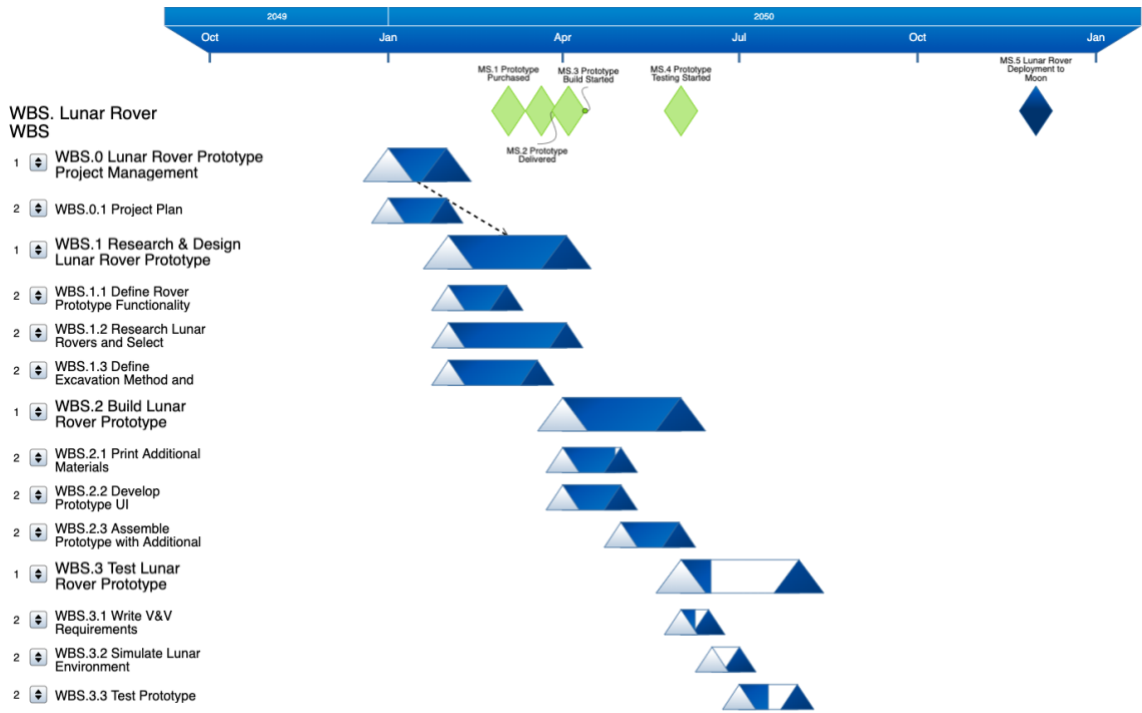 2049
2050
Oct
Jan
Apr
Jul
Oct
Jan
MS.1 Prototype
Purchased
MS.3 Prototype
Build Started
MS.4 Prototype
Testing Started
MS.5 Lunar Rover
Deployment to
Moon
MS.2 Prototype
Delivered
WBS. Lunar Rover
WBS
1 WBS.0 Lunar Rover Prototype
Project Management
2 WBS.0.1 Project Plan
1 WBS.1 Research & Design
Lunar Rover Prototype
2 WBS.1.1 Define Rover
Prototype Functionality
2 WBS.1.2 Research Lunar
Rovers and Select
2 WBS.1.3 Define
Excavation Method and
1 WBS.2 Build Lunar
Rover Prototype
2 WBS.2.1 Print Additional
Materials
2 WBS.2.2 Develop
Prototype UI
2 WBS.2.3 Assemble
Prototype with Additional
1 WBS.3 Test Lunar
Rover Prototype
2 WBS.3.1 Write V&V
Requirements
2 WBS.3.2 Simulate Lunar
Environment
2 WBS.3.3 Test Prototype